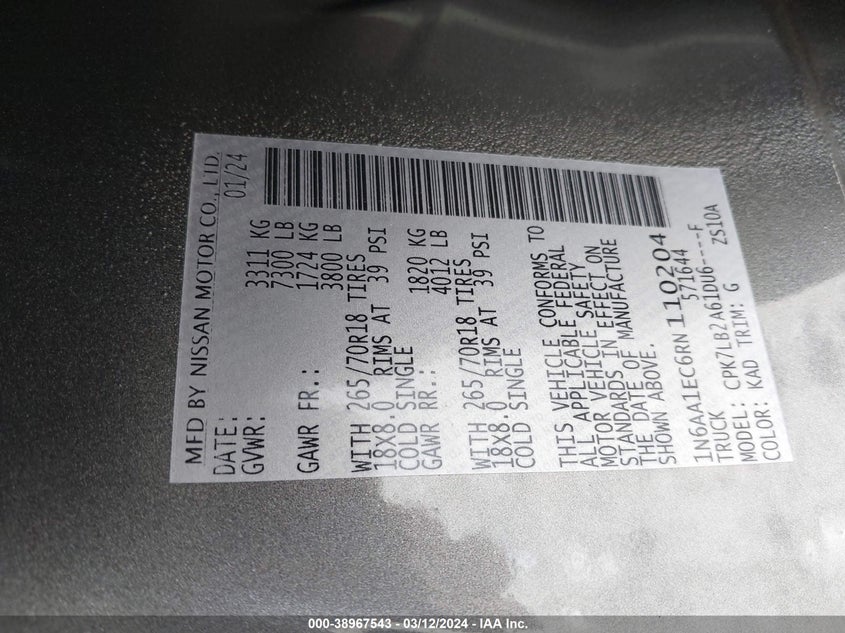 MFD BY NISSAN MOTOR CO., LTD.
DATE: 01/24
GVWR: 3311 KG
7300 LB
GAWR FR.: 1724 KG
3800 LB
WITH 265/70R18 TIRES
18X8.0 RIMS AT 39 PSI
COLD SINGLE
GAWR RR.: 1820 KG
4012 LB
WITH 265/70R18 TIRES
18X8.0 RIMS AT 39 PSI
COLD SINGLE
THIS VEHICLE CONFORMS TO
ALL APPLICABLE FEDERAL
MOTOR VEHICLE SAFETY
STANDARDS IN EFFECT ON
THE DATE OF MANUFACTURE
SHOWN ABOVE.
1N6AA1EC6RN110204
TRUCK 571644
MODEL: CPK7LB2A61DU6----F
COLOR: KAD TRIM: G ZS10A
000-38967543 / 03/12/2024 / IAA Inc.